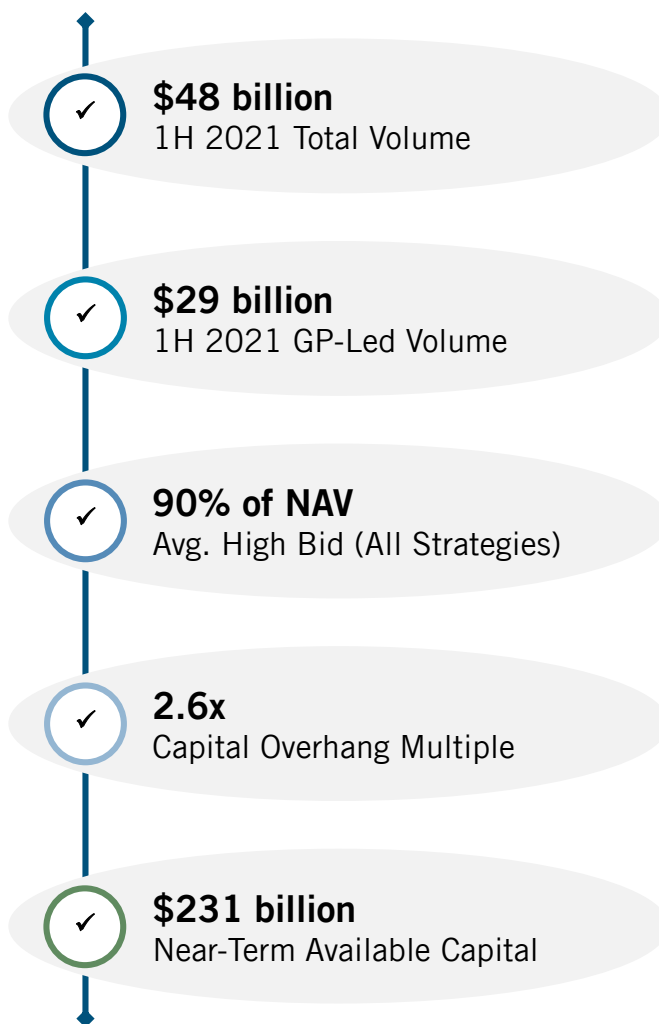 $48 billion
1H 2021 Total Volume
$29 billion
1H 2021 GP-Led Volume
90% of NAV
Avg. High Bid (All Strategies)
2.6x
Capital Overhang Multiple
$231 billion
Near-Term Available Capital